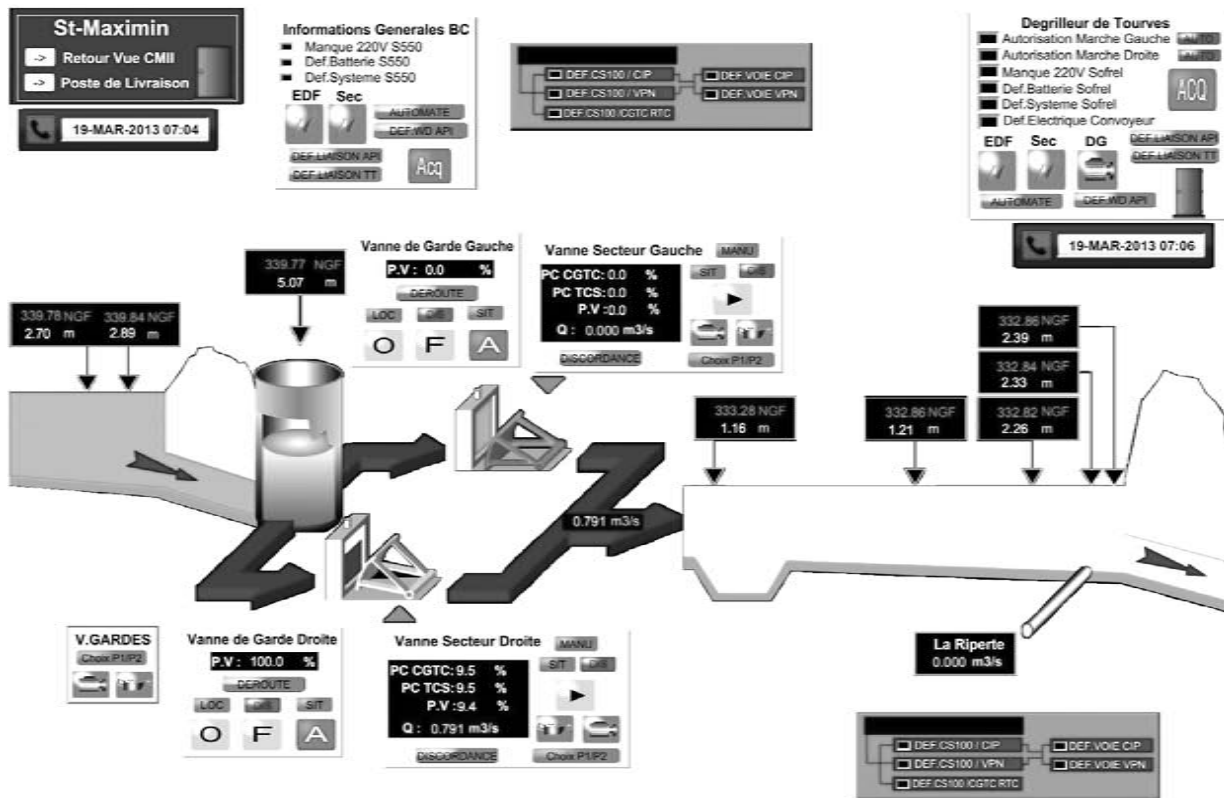 St-Maximin
-> Retour Vue CMII
-> Poste de Livraison
19-MAR-2013 07:04
Informations Generales BC
Manque 220V S550
Def.Batterie S550
Def.Systeme S550
EDF Sec
AUTOMATE
DEF.WD API
DEF.LIAISON API
DEF.LIAISON TT
Acq
DEF.CS100 / CIP
DEF.VOIE CIP
DEF.CS100 / VPN
DEF.VOIE VPN
DEF.CS100 /CGTC RTC
Degrilleur de Tourves
Autorisation Marche Gauche AUTO
Autorisation Marche Droite AUTO
Manque 220V Sofrel
Def.Batterie Sofrel
Def.Systeme Sofrel
Def.Electrique Convoyeur
ACQ
EDF Sec DG
DEF.LIAISON API
DEF.LIAISON TT
AUTOMATE
DEF.WD API
19-MAR-2013 07:06
339.78 NGF
2.70 m
339.84 NGF
2.89 m
339.77 NGF
5.07 m
Vanne de Garde Gauche
P.V : 0.0 %
DEROUTE
LOC DIS SIT
O F A
Vanne Secteur Gauche MANU
PC CGTC: 0.0 %
PC TCS: 0.0 %
P.V : 0.0 %
Q : 0.000 m3/s
SIT DIS
DISCORDANCE
Choix P1/P2
333.28 NGF
1.16 m
332.86 NGF
1.21 m
332.86 NGF
2.39 m
332.84 NGF
2.33 m
332.82 NGF
2.26 m
0.791 m3/s
V.GARDES
Choix P1/P2
Vanne de Garde Droite
P.V : 100.0 %
DEROUTE
LOC DIS SIT
O F A
Vanne Secteur Droite MANU
PC CGTC: 9.5 %
PC TCS: 9.5 %
P.V : 9.4 %
Q : 0.791 m3/s
SIT DIS
DISCORDANCE
Choix P1/P2
La Riperte
0.000 m3/s
DEF.CS100 / CIP
DEF.VOIE CIP
DEF.CS100 / VPN
DEF.VOIE VPN
DEF.CS100 /CGTC RTC